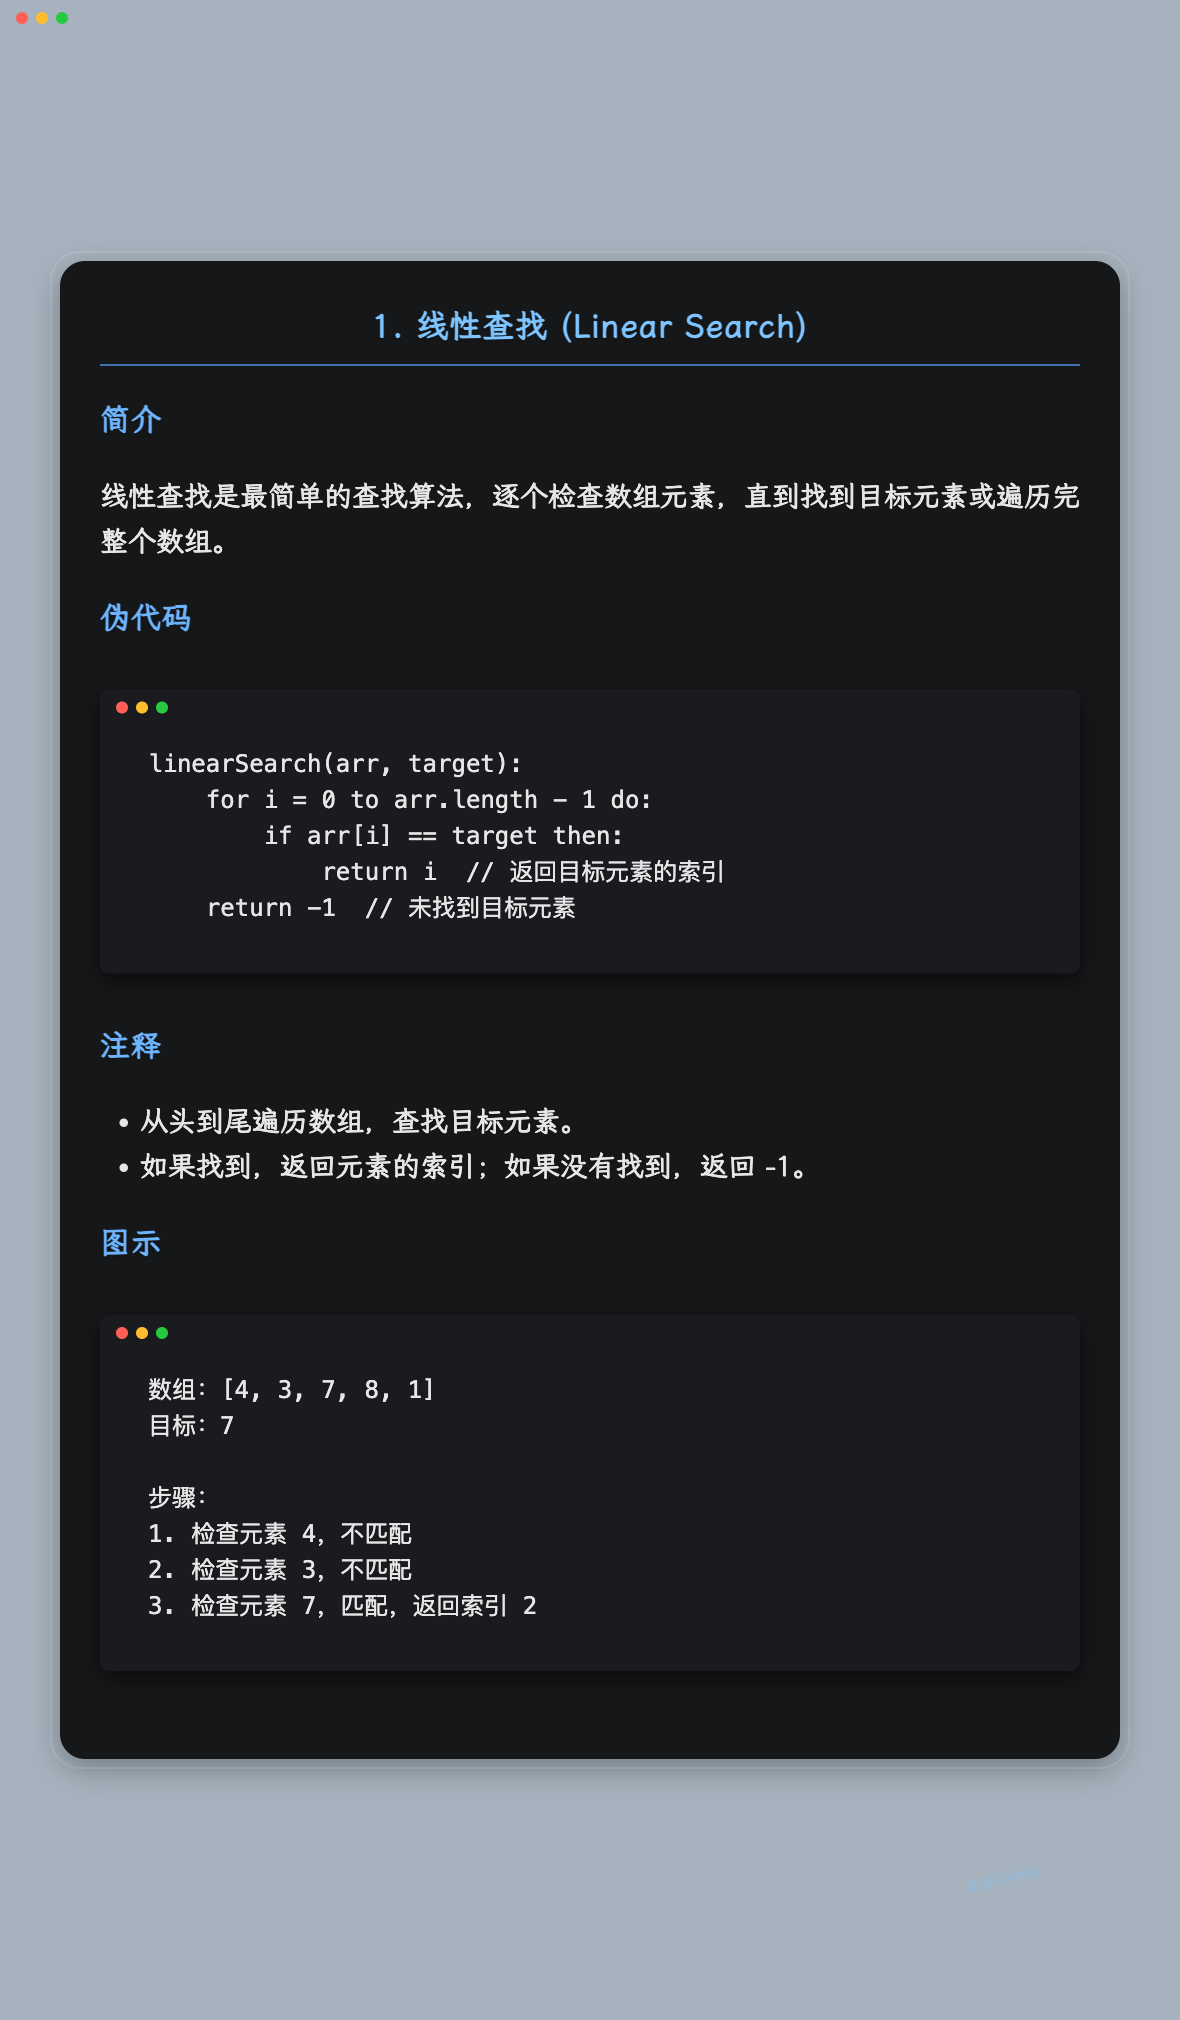 1. 线性查找 (Linear Search)
简介
线性查找是最简单的查找算法，逐个检查数组元素，直到找到目标元素或遍历完
整个数组。
伪代码
linearSearch(arr, target):
    for i = 0 to arr.length - 1 do:
        if arr[i] == target then:
            return i  // 返回目标元素的索引
    return -1  // 未找到目标元素
注释
• 从头到尾遍历数组，查找目标元素。
• 如果找到，返回元素的索引；如果没有找到，返回 -1。
图示
数组：[4, 3, 7, 8, 1]
目标：7
步骤：
1. 检查元素 4，不匹配
2. 检查元素 3，不匹配
3. 检查元素 7，匹配，返回索引 2